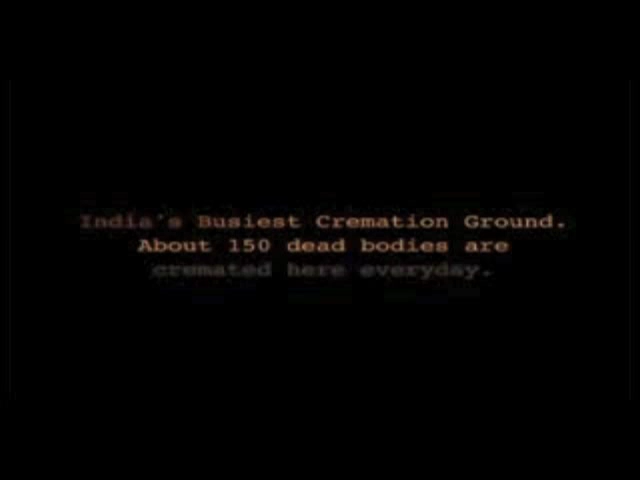 India's Busiest Cremation Ground.
About 150 dead bodies are
cremated here everyday.